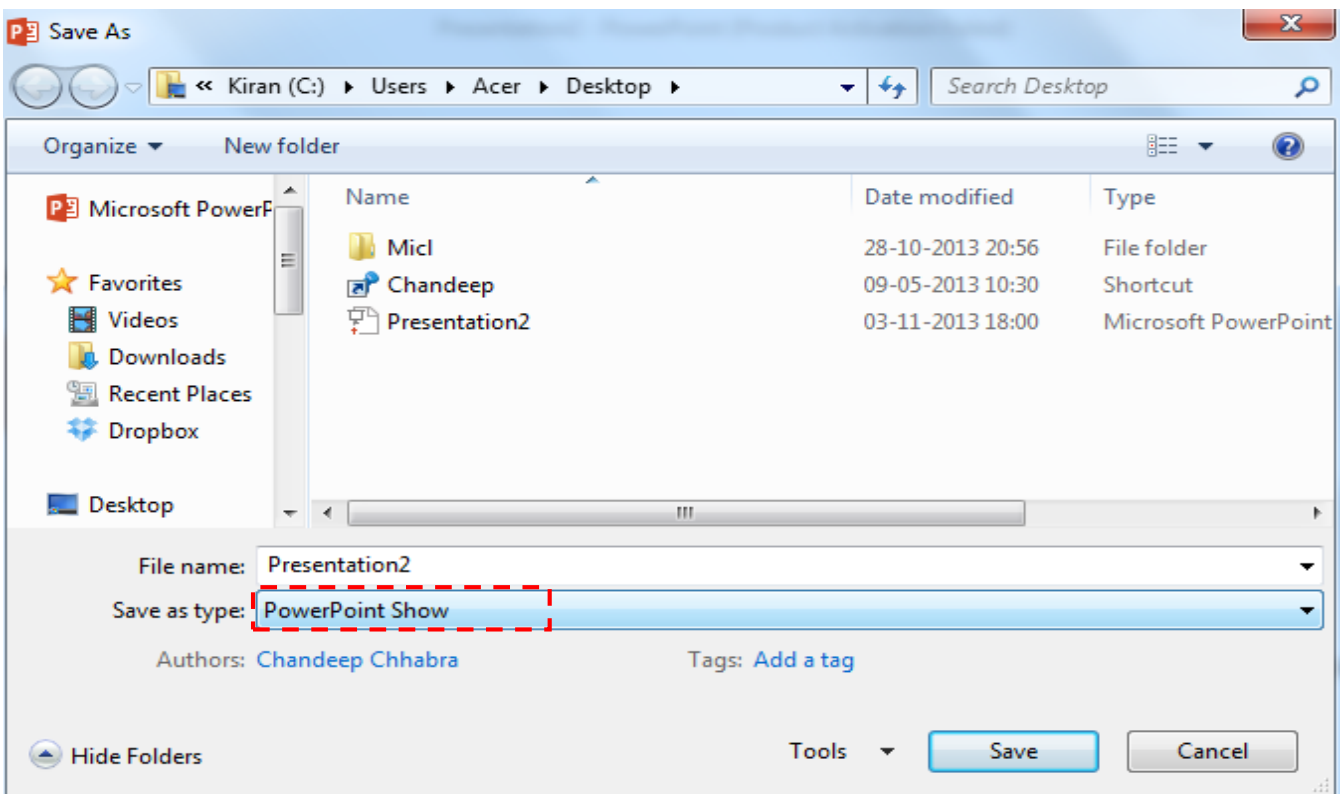 Save As
« Kiran (C:) Users Acer Desktop
Search Desktop
Organize New folder
Name Date modified Type
Microsoft PowerP
Micl 28-10-2013 20:56 File folder
Favorites
Chandeep 09-05-2013 10:30 Shortcut
Videos
Presentation2 03-11-2013 18:00 Microsoft PowerPoint
Downloads
Recent Places
Dropbox
Desktop
File name: Presentation2
Save as type: PowerPoint Show
Authors: Chandeep Chhabra Tags: Add a tag
Hide Folders Tools Save Cancel